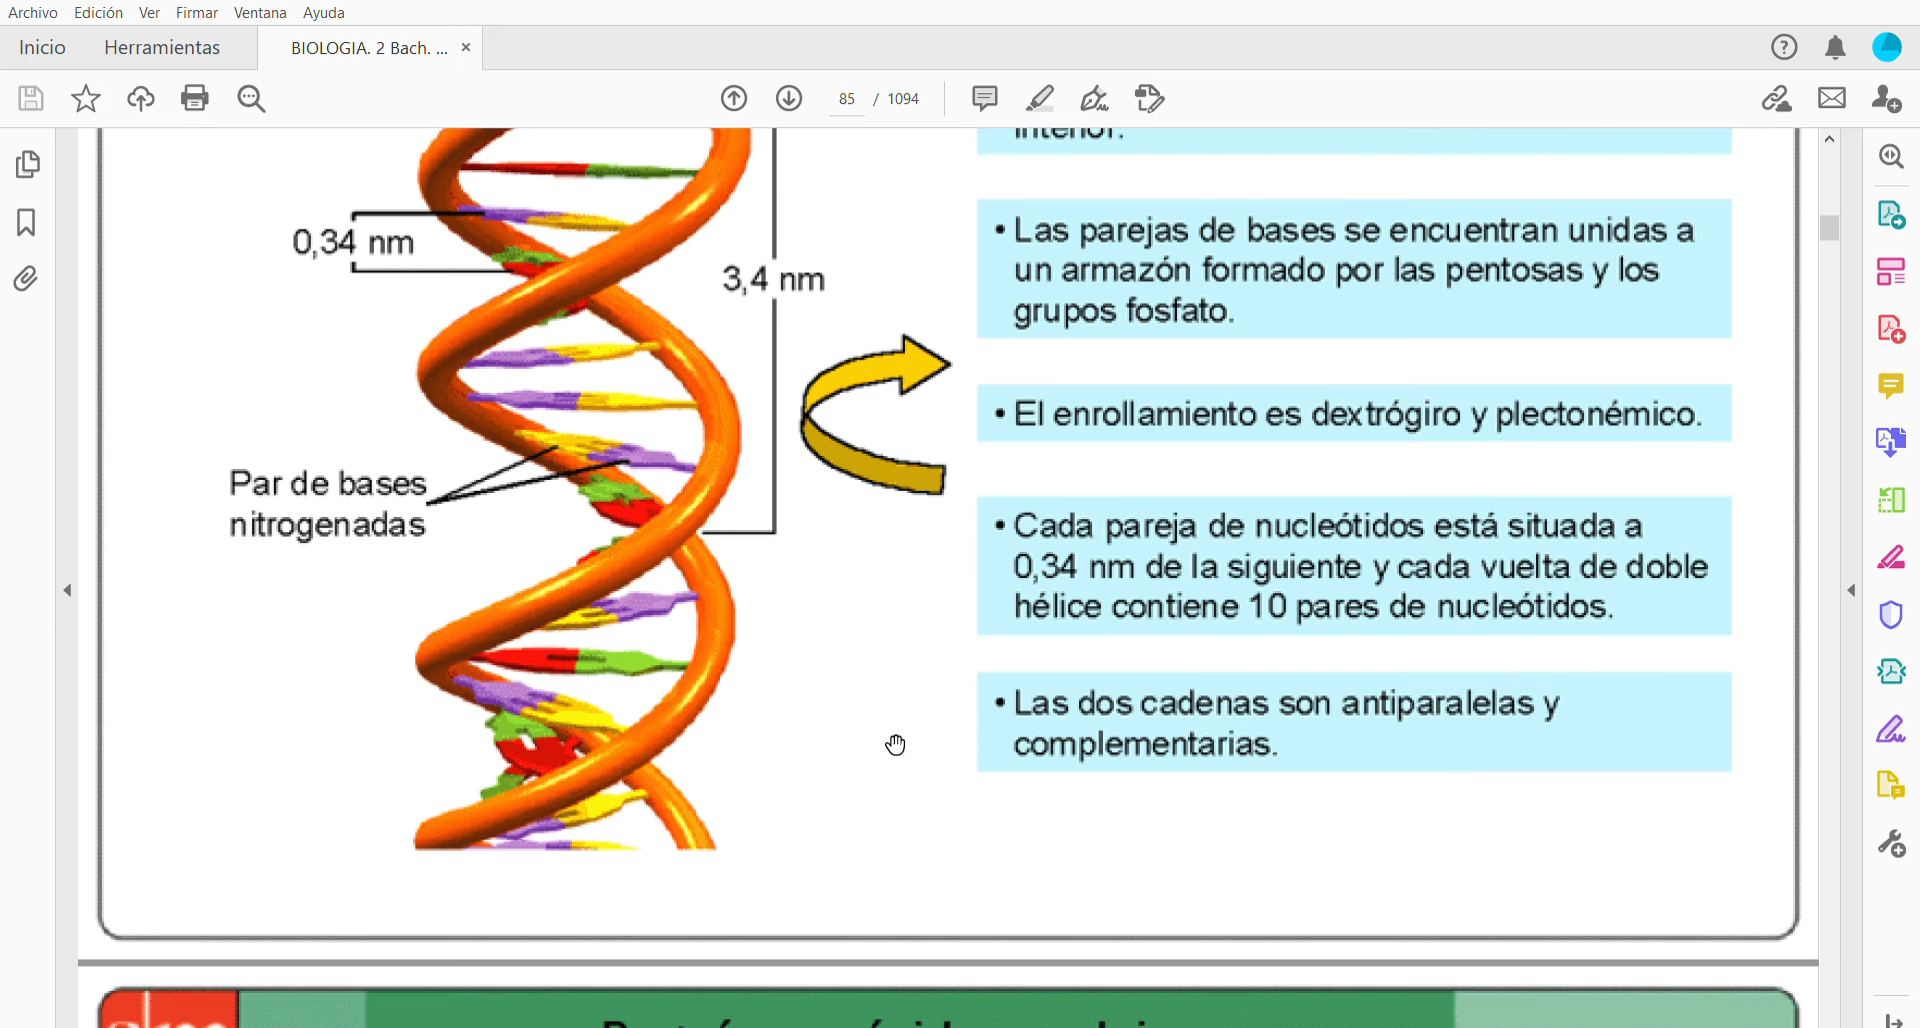 Archivo Edición Ver Firmar Ventana Ayuda
Inicio Herramientas BIOLOGIA. 2 Bach. ... ×
85 / 1094
interior.
0,34 nm
3,4 nm
• Las parejas de bases se encuentran unidas a
un armazón formado por las pentosas y los
grupos fosfato.
• El enrollamiento es dextrógiro y plectonémico.
Par de bases
nitrogenadas
• Cada pareja de nucleótidos está situada a
0,34 nm de la siguiente y cada vuelta de doble
hélice contiene 10 pares de nucleótidos.
• Las dos cadenas son antiparalelas y
complementarias.